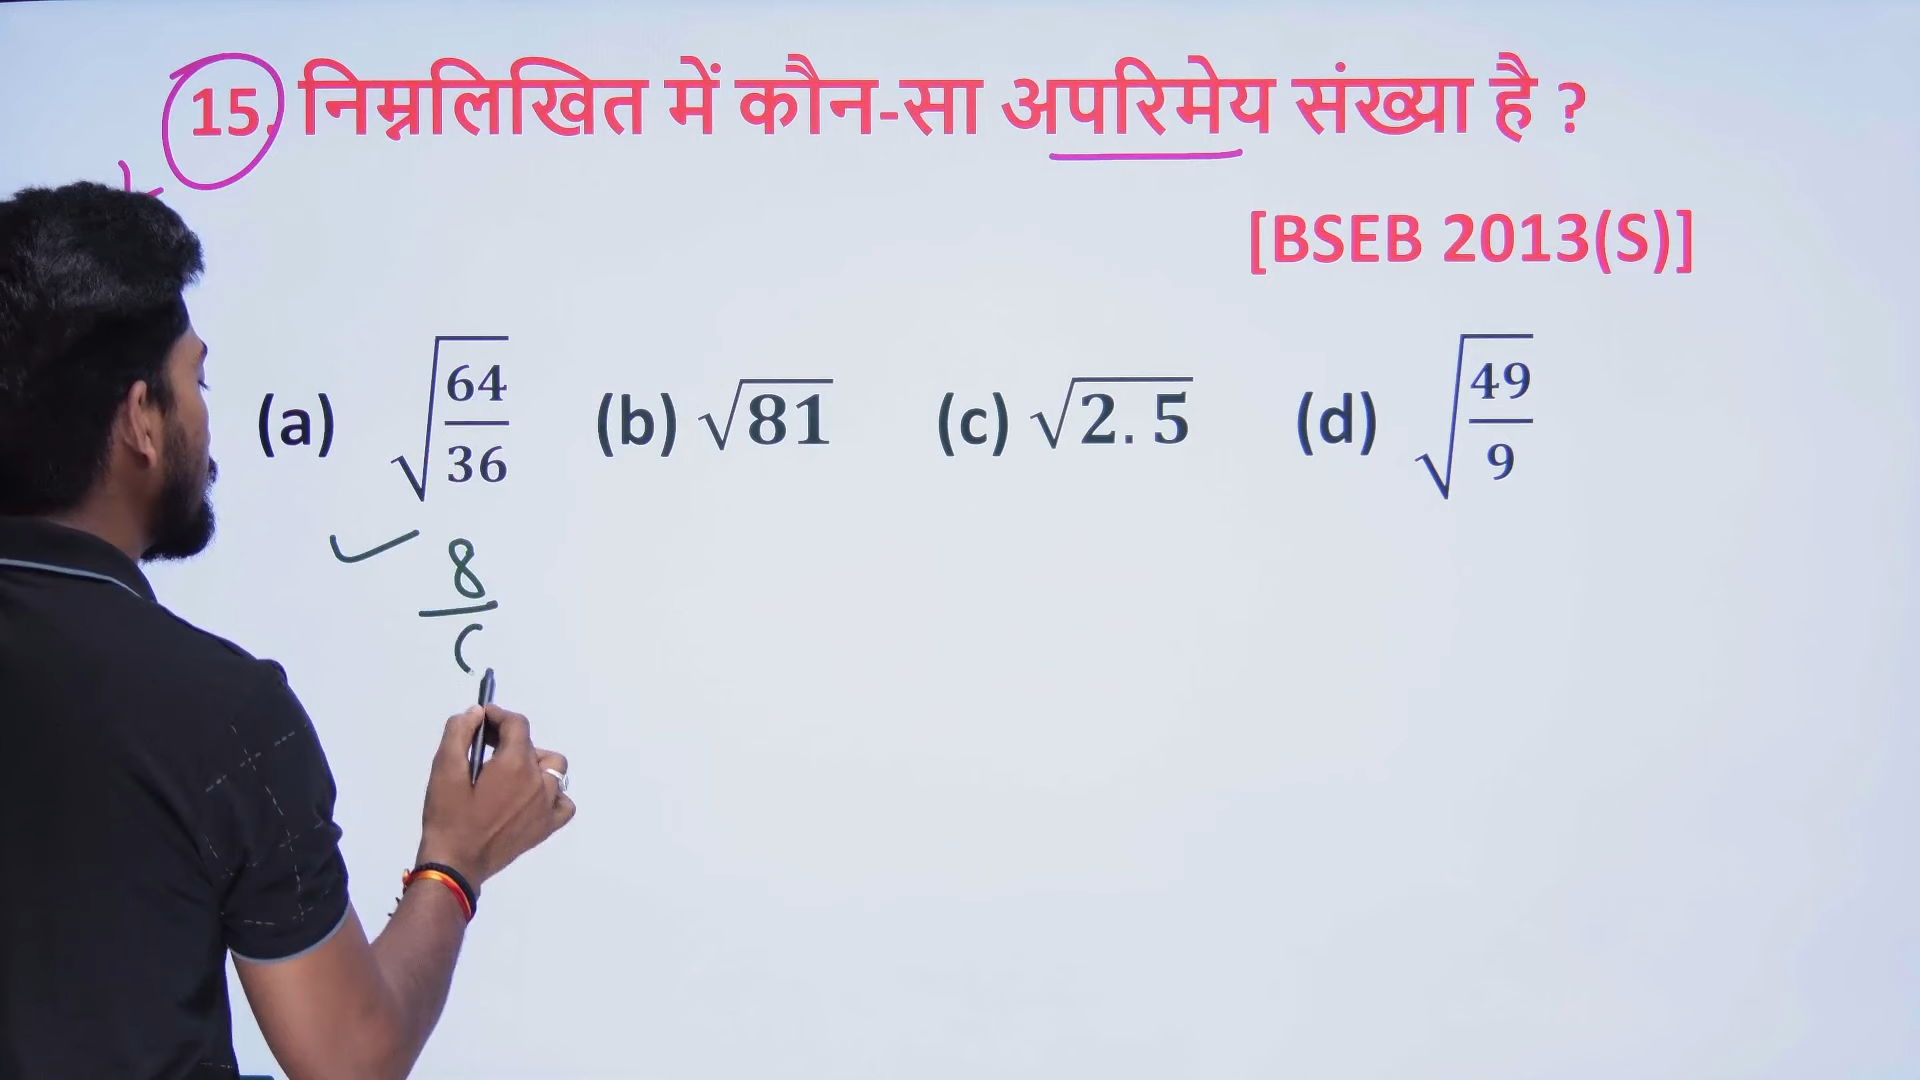 15. निम्नलिखित में कौन-सा अपरिमेय संख्या है ?
[BSEB 2013(S)]
(a) √(64/36) (b) √81 (c) √2.5 (d) √(49/9)
8